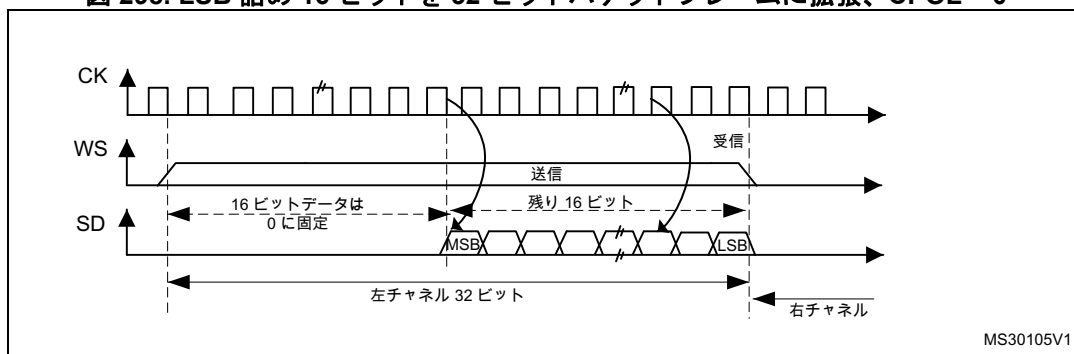 CK
WS
受信
送信
16 ビットデータは
0 に固定
残り 16 ビット
SD
MSB
LSB
左チャネル 32 ビット
右チャネル
MS30105V1